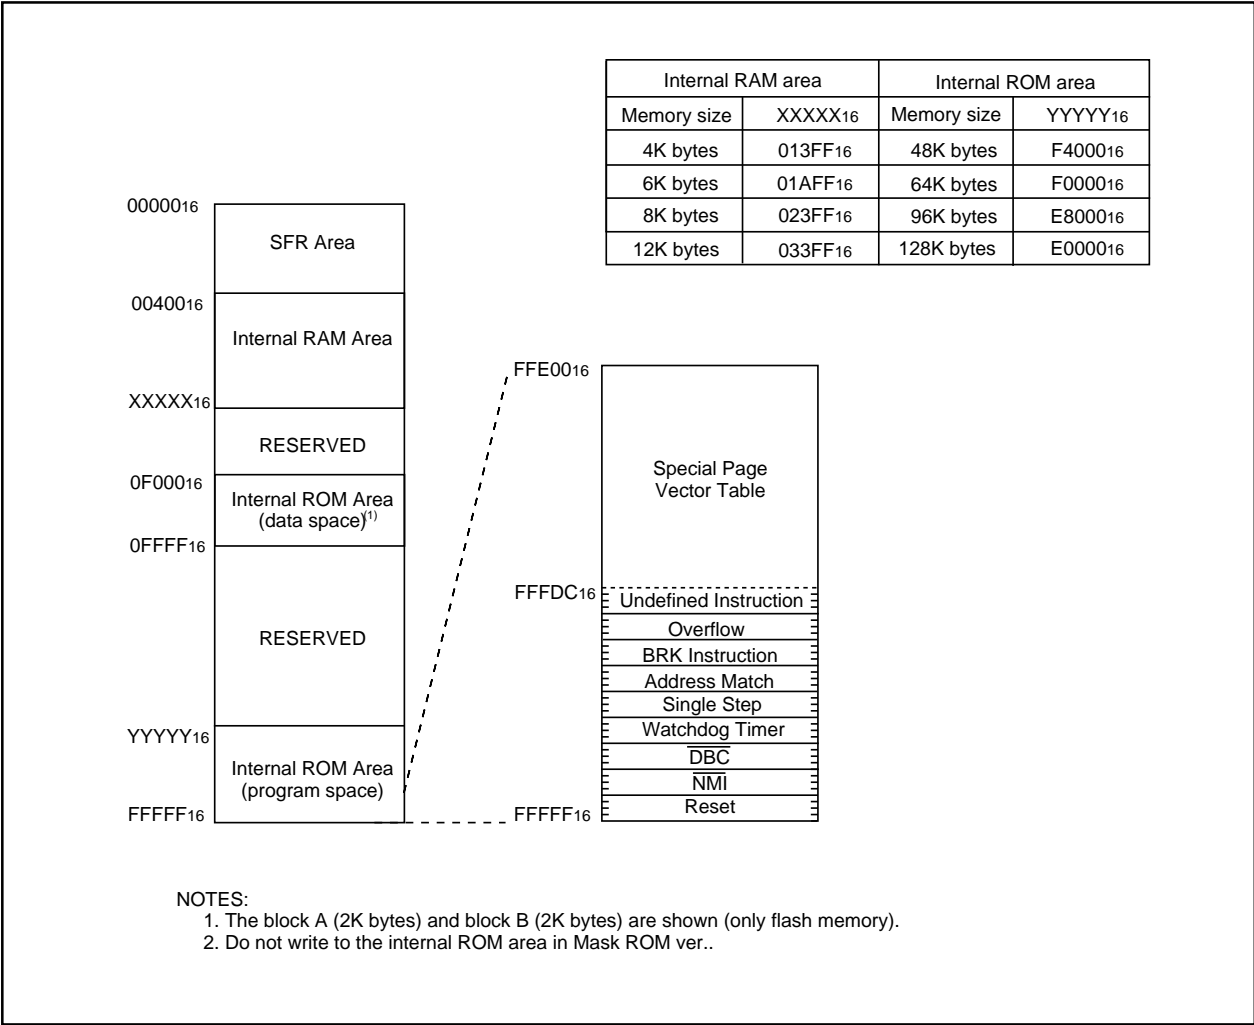 Internal RAM area Internal ROM area
Memory size XXXXX16 Memory size YYYYY16
4K bytes 013FF16 48K bytes F400016
6K bytes 01AFF16 64K bytes F000016
8K bytes 023FF16 96K bytes E800016
12K bytes 033FF16 128K bytes E000016
0000016
SFR Area
0040016
Internal RAM Area
XXXXX16
RESERVED
0F00016
Internal ROM Area
(data space)(1)
0FFFF16
RESERVED
YYYYY16
Internal ROM Area
(program space)
FFFFF16
FFE0016
Special Page
Vector Table
FFFDC16
Undefined Instruction
Overflow
BRK Instruction
Address Match
Single Step
Watchdog Timer
DBC
NMI
Reset
FFFFF16
NOTES:
1. The block A (2K bytes) and block B (2K bytes) are shown (only flash memory).
2. Do not write to the internal ROM area in Mask ROM ver..